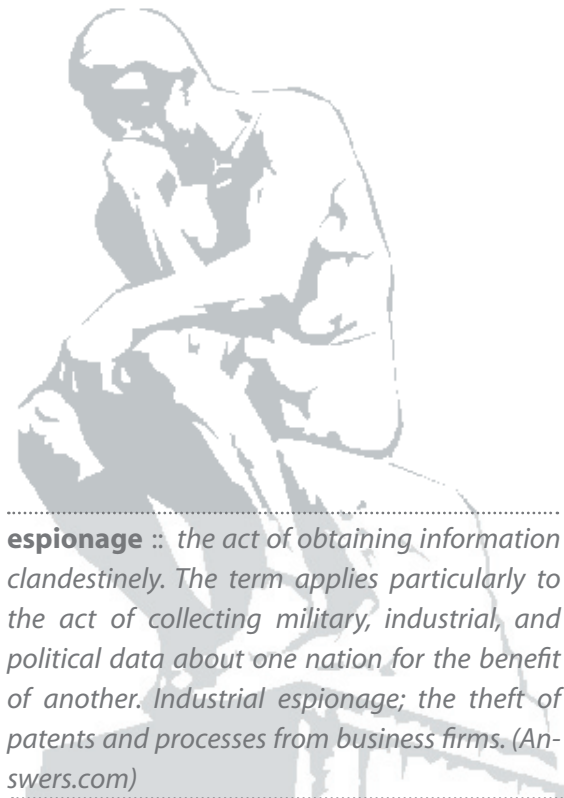 espionage :: the act of obtaining information
clandestinely. The term applies particularly to
the act of collecting military, industrial, and
political data about one nation for the benefit
of another. Industrial espionage; the theft of
patents and processes from business firms. (An-
swers.com)